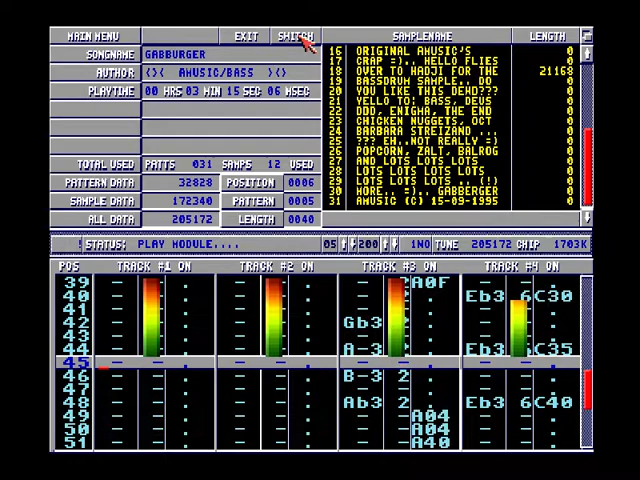 MAIN MENU EXIT SWITCH SAMPLENAME LENGTH
SONGNAME GABBURGER
AUTHOR <>< AMUSIC/BASS ><>
PLAYTIME 00 HRS 03 MIN 15 SEC 06 MSEC
TOTAL USED PATTS 031 SAMPS 12 USED
PATTERN DATA 32828 POSITION 0006
SAMPLE DATA 172340 PATTERN 0005
ALL DATA 205172 LENGTH 0040
16 ORIGINAL AMUSIC'S 0
17 CRAP =).. HELLO FLIES 0
18 OVER TO HADJI FOR THE 21168
19 BASSDRUM SAMPLE.. DO 0
20 YOU LIKE THIS DEMO??? 0
21 YELLO TO: BASS, DEUS 0
22 DDD, ENIGMA, THE END 0
23 CHICKEN NUGGETS, OCT 0
24 BARBARA STREIZAND ... 0
25 ??? EH..NOT REALLY =) 0
26 POPCORN, ZALT, BALROG 0
27 AND LOTS LOTS LOTS 0
28 LOTS LOTS LOTS LOTS 0
29 LOTS LOTS LOTS .. (!) 0
30 MORE.. =).. GABBERGER 0
31 AMUSIC (C) 15-09-1995 0
! STATUS: PLAY MODULE.... 05 200 1NO TUNE 205172 CHIP 1703K
POS TRACK #1 ON TRACK #2 ON TRACK #3 ON TRACK #4 ON
39 A0F
40 Eb3 6C30
41
42 Gb3
43
44 A-3 Eb3 6C35
45
46 B-3 2
47
48 Ab3 2 Eb3 6C40
49 A04
50 A04
51 A40